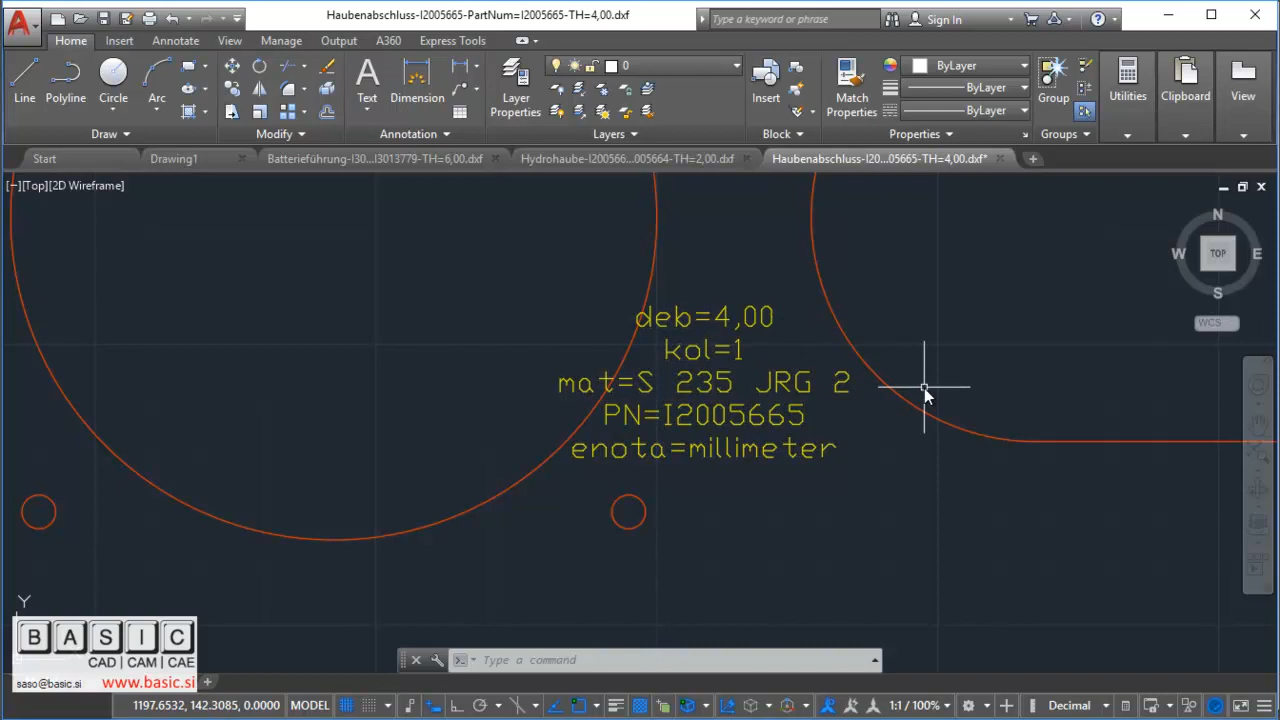 Haubenabschluss-I2005665-PartNum=I2005665-TH=4,00.dxf
Type a keyword or phrase
Sign In
Home Insert Annotate View Manage Output A360 Express Tools
Line Polyline Circle Arc
Text Dimension
Layer Properties
0
Insert
Match Properties
ByLayer
ByLayer
ByLayer
Group
Utilities
Clipboard
View
Draw Modify Annotation Layers Block Properties Groups
Start Drawing1 Batterieführung-I30...I3013779-TH=6,00.dxf Hydrohaube-I200566...005664-TH=2,00.dxf Haubenabschluss-I20...05665-TH=4,00.dxf*
[−][Top][2D Wireframe]
N
W TOP E
S
WCS
deb=4,00
kol=1
mat=S 235 JRG 2
PN=I2005665
enota=millimeter
Y
B A S I C
CAD | CAM | CAE
saso@basic.si www.basic.si
Type a command
1197.6532, 142.3085, 0.0000 MODEL 1:1 / 100% Decimal